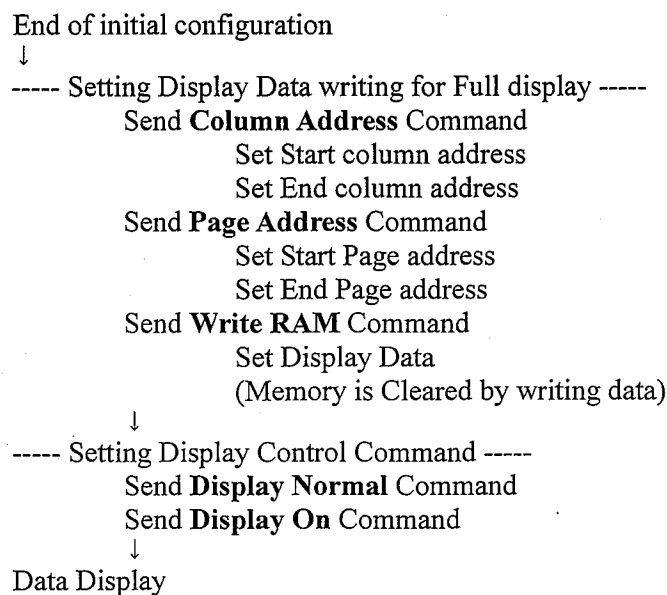 End of initial configuration
↓
----- Setting Display Data writing for Full display -----
Send Column Address Command
Set Start column address
Set End column address
Send Page Address Command
Set Start Page address
Set End Page address
Send Write RAM Command
Set Display Data
(Memory is Cleared by writing data)
↓
----- Setting Display Control Command -----
Send Display Normal Command
Send Display On Command
↓
Data Display